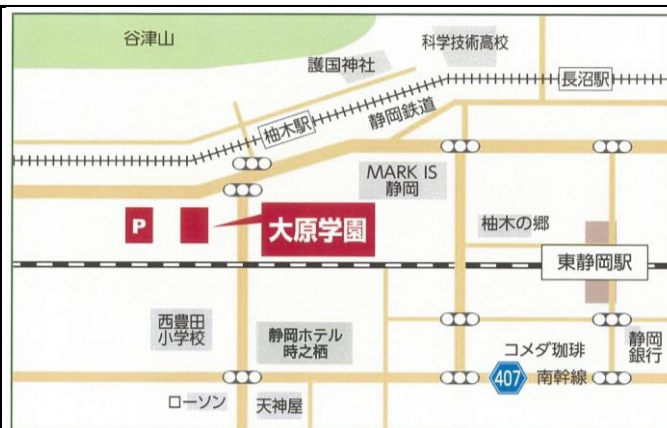 谷津山
科学技術高校
護国神社
長沼駅
静岡鉄道
柚木駅
MARK IS
静岡
P
大原学園
柚木の郷
東静岡駅
西豊田
小学校
静岡ホテル
時之栖
静岡
銀行
コメダ珈琲
407
南幹線
ローソン
天神屋